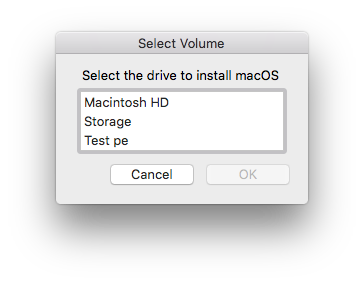 Select Volume
Select the drive to install macOS
Macintosh HD
Storage
Test pe
Cancel
OK